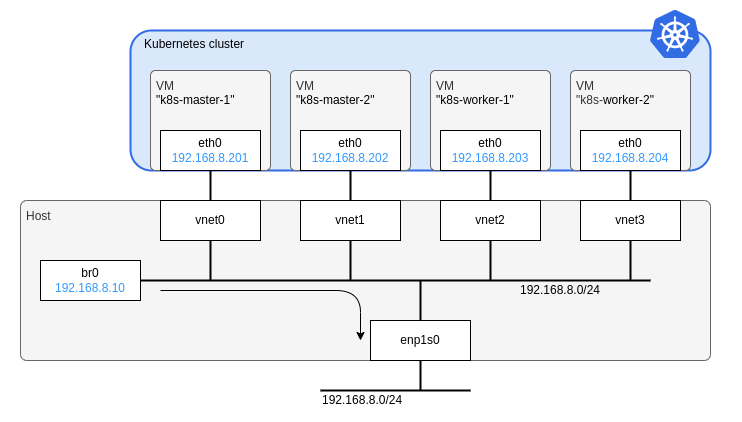 Kubernetes cluster
VM
"k8s-master-1"
VM
"k8s-master-2"
VM
"k8s-worker-1"
VM
"k8s-worker-2"
eth0
192.168.8.201
eth0
192.168.8.202
eth0
192.168.8.203
eth0
192.168.8.204
Host
vnet0
vnet1
vnet2
vnet3
br0
192.168.8.10
192.168.8.0/24
enp1s0
192.168.8.0/24